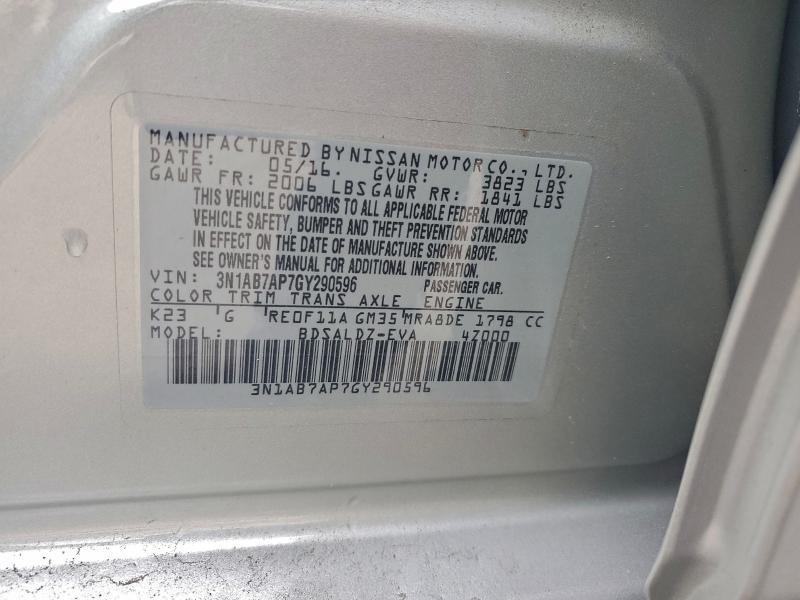 MANUFACTURED BY NISSAN MOTOR CO., LTD.
DATE: 05/16. GVWR: 3823 LBS
GAWR FR: 2006 LBS GAWR RR: 1841 LBS
THIS VEHICLE CONFORMS TO ALL APPLICABLE FEDERAL MOTOR
VEHICLE SAFETY, BUMPER AND THEFT PREVENTION STANDARDS
IN EFFECT ON THE DATE OF MANUFACTURE SHOWN ABOVE.
SEE OWNER'S MANUAL FOR ADDITIONAL INFORMATION.
VIN: 3N1AB7AP7GY290596 PASSENGER CAR.
COLOR TRIM TRANS AXLE ENGINE
K23 G RE0F11A GM35 MRA8DE 1798 CC
MODEL: BDSALDZ-EVA 4Z000
3N1AB7AP7GY290596